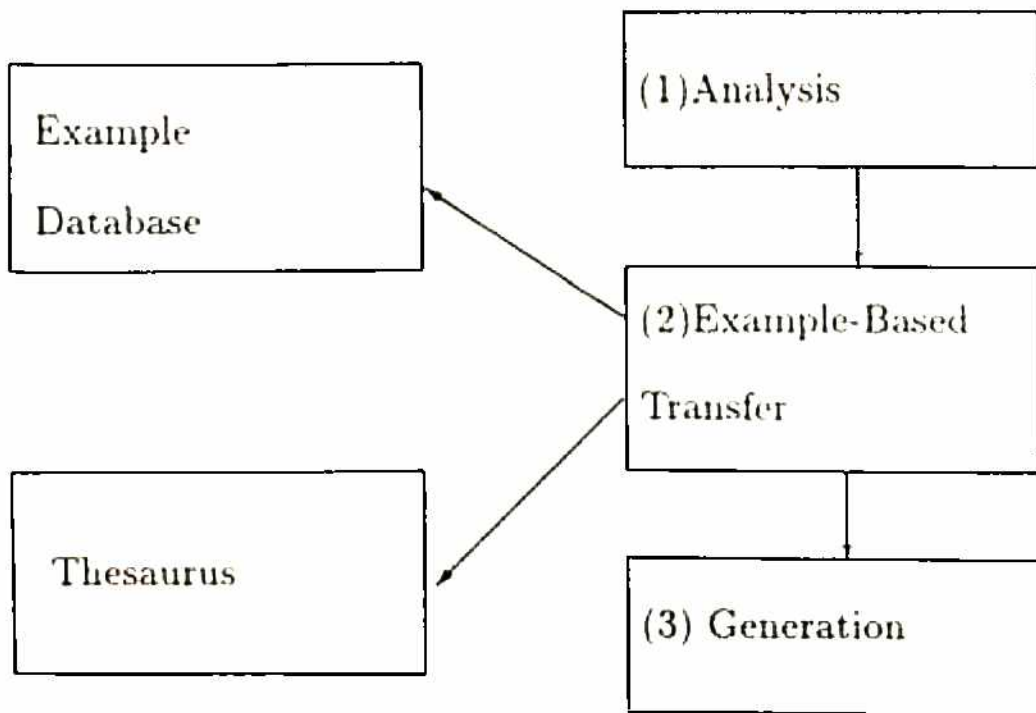 Example
Database
Thesaurus
(1)Analysis
(2)Example-Based
Transfer
(3) Generation